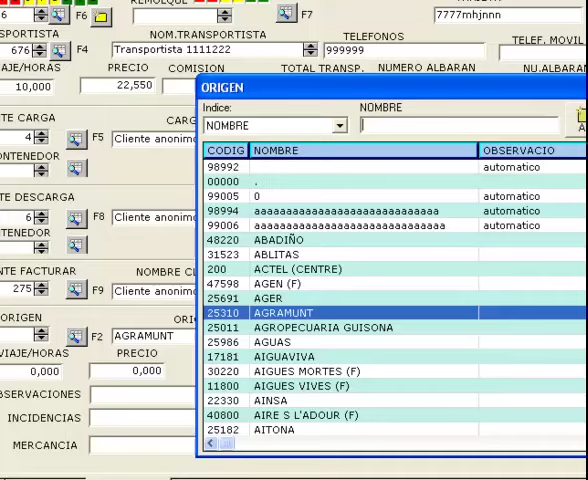 REMOLQUE
6 F6 F7 7777mhjnnn
SPORTISTA NOM.TRANSPORTISTA TELEFONOS TELEF. MOVIL
676 F4 Transportista 1111222 999999
AJE/HORAS PRECIO COMISION TOTAL TRANSP. NUMERO ALBARAN NU.ALBARAN
10,000 22,550
ORIGEN
Indice: NOMBRE
NOMBRE
TE CARGA CARG
4 F5 Cliente anonimo
ONTENEDOR
TE DESCARGA
6 F8 Cliente anonimo
TENEDOR
NTE FACTURAR NOMBRE CL
275 F9 Cliente anonimo
ORIGEN ORI
F2 AGRAMUNT
VIAJE/HORAS PRECIO
0,000 0,000
BSERVACIONES
INCIDENCIAS
MERCANCIA
CODIG NOMBRE OBSERVACIO
98992 automatico
00000 .
99005 0 automatico
98994 aaaaaaaaaaaaaaaaaaaaaaaaaaaaa automatico
99006 aaaaaaaaaaaaaaaaaaaaaaaaaaaaaa automatico
48220 ABADIÑO
31523 ABLITAS
200 ACTEL (CENTRE)
47598 AGEN (F)
25691 AGER
25310 AGRAMUNT
25011 AGROPECUARIA GUISONA
25986 AGUAS
17181 AIGUAVIVA
30220 AIGUES MORTES (F)
11800 AIGUES VIVES (F)
22330 AINSA
40800 AIRE S L'ADOUR (F)
25182 AITONA